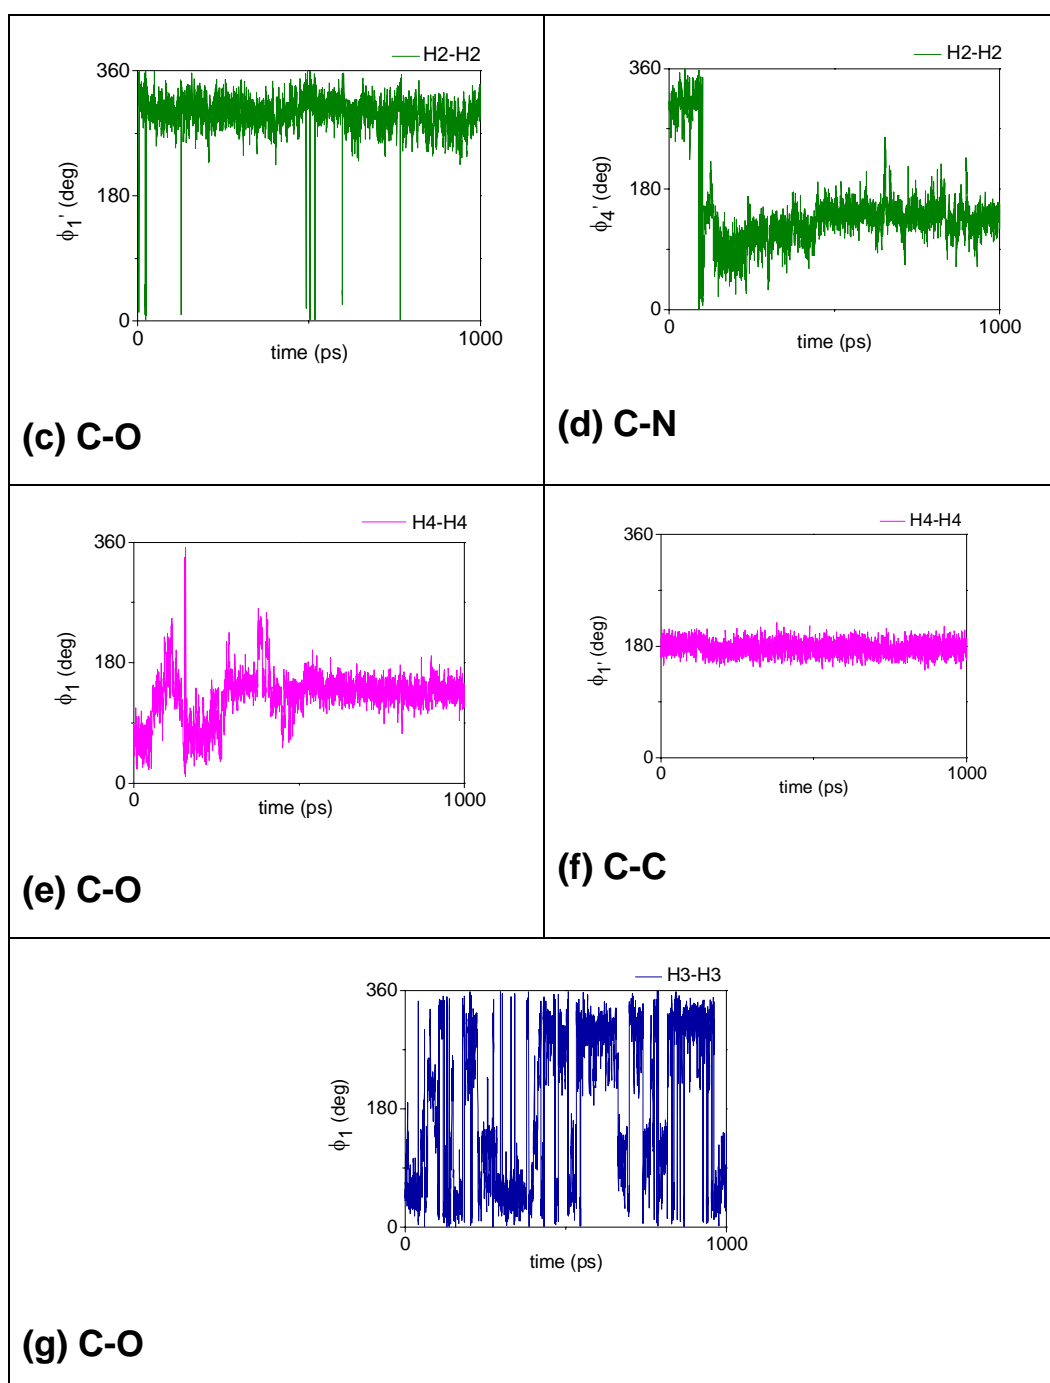 H2-H2
360
180
0
ϕ1' (deg)
0
1000
time (ps)
(c) C-O
H2-H2
360
180
0
ϕ4' (deg)
0
1000
time (ps)
(d) C-N
H4-H4
360
180
0
ϕ1 (deg)
0
1000
time (ps)
(e) C-O
H4-H4
360
180
0
ϕ1' (deg)
0
1000
time (ps)
(f) C-C
H3-H3
360
180
0
ϕ1 (deg)
0
1000
time (ps)
(g) C-O